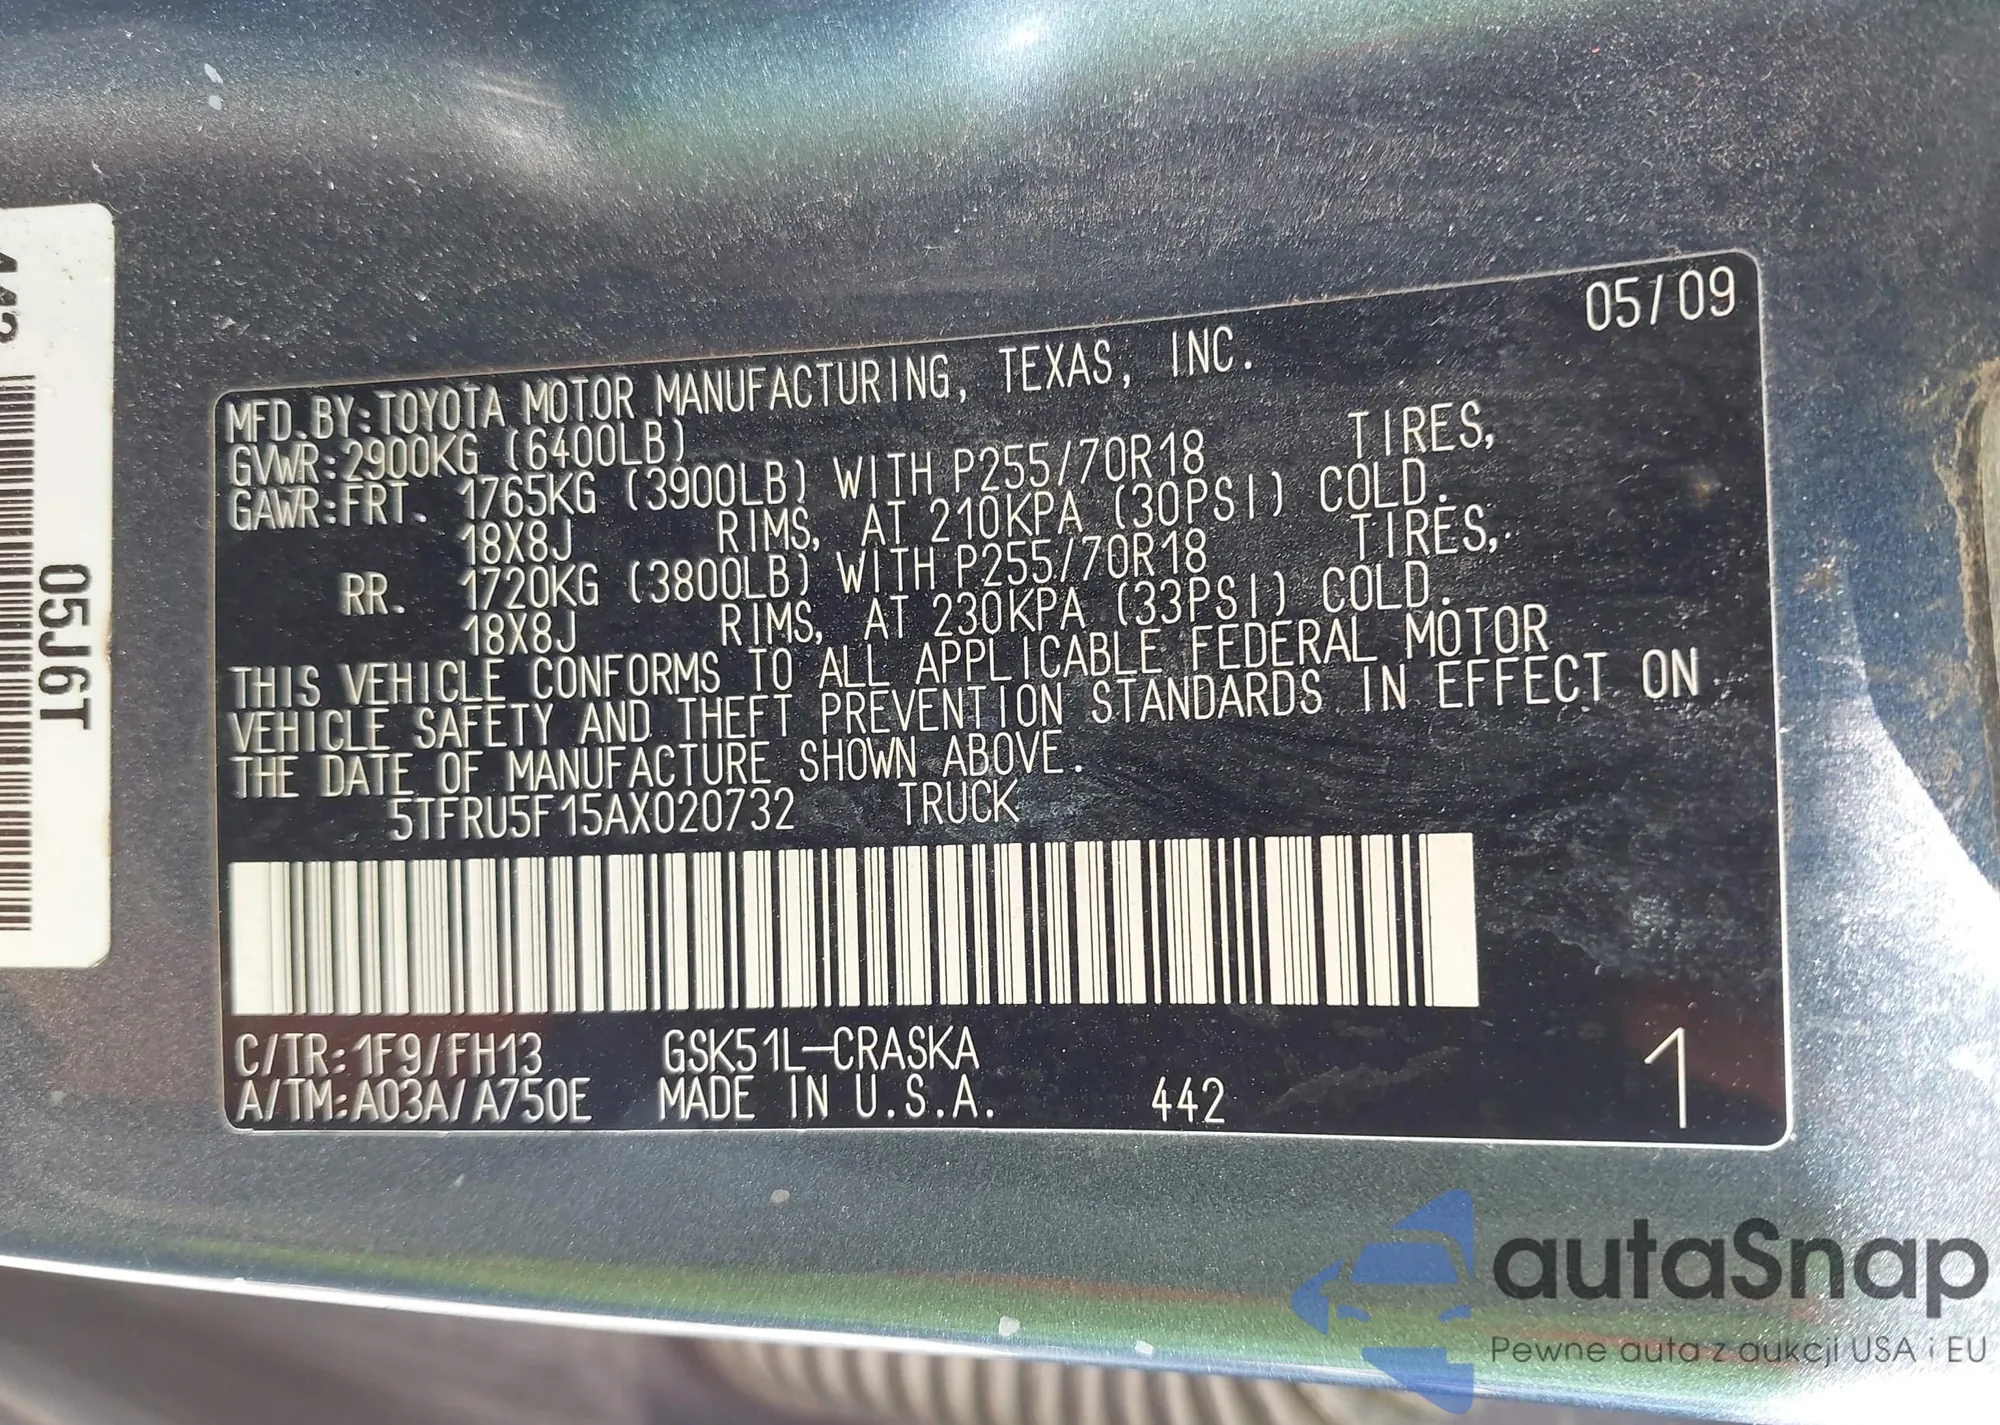 05/09
MFD.BY:TOYOTA MOTOR MANUFACTURING, TEXAS, INC.
GVWR:2900KG (6400LB)
GAWR:FRT. 1765KG (3900LB) WITH P255/70R18 TIRES,
18X8J RIMS, AT 210KPA (30PSI) COLD.
RR. 1720KG (3800LB) WITH P255/70R18 TIRES,
18X8J RIMS, AT 230KPA (33PSI) COLD.
THIS VEHICLE CONFORMS TO ALL APPLICABLE FEDERAL MOTOR
VEHICLE SAFETY AND THEFT PREVENTION STANDARDS IN EFFECT ON
THE DATE OF MANUFACTURE SHOWN ABOVE.
5TFRU5F15AX020732 TRUCK
C/TR:1F9/FH13 GSK51L-CRASKA
A/TM:A03A/A750E MADE IN U.S.A. 442
1
05J6T
autaSnap
Pewne auta z aukcji USA i EU